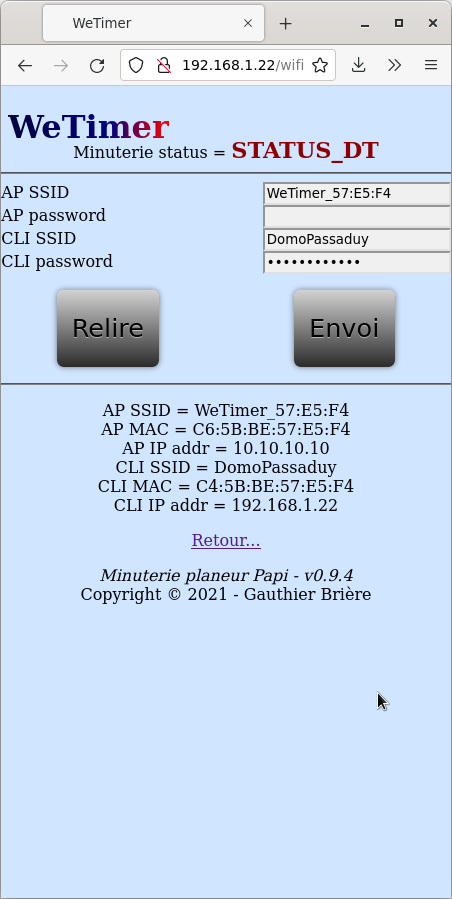 WeTimer
192.168.1.22/wifi
WeTimer
Minuterie status = STATUS_DT
AP SSID WeTimer_57:E5:F4
AP password
CLI SSID DomoPassaduy
CLI password ••••••••••••
Relire Envoi
AP SSID = WeTimer_57:E5:F4
AP MAC = C6:5B:BE:57:E5:F4
AP IP addr = 10.10.10.10
CLI SSID = DomoPassaduy
CLI MAC = C4:5B:BE:57:E5:F4
CLI IP addr = 192.168.1.22
Retour...
Minuterie planeur Papi - v0.9.4
Copyright © 2021 - Gauthier Brière